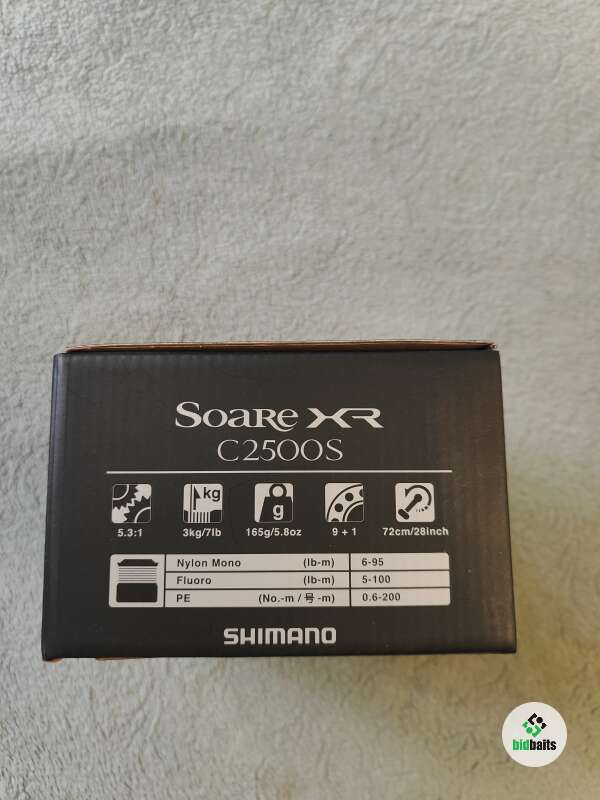 Soare XR
C2500S
kg
g
5.3:1 3kg/7lb 165g/5.8oz 9 + 1 72cm/28inch
Nylon Mono (lb-m) 6-95
Fluoro (lb-m) 5-100
PE (No.-m / 号 -m) 0.6-200
SHIMANO
bidbaits